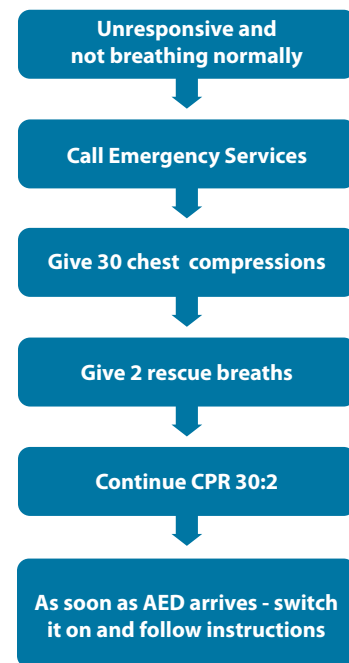 Unresponsive and
not breathing normally
Call Emergency Services
Give 30 chest compressions
Give 2 rescue breaths
Continue CPR 30:2
As soon as AED arrives - switch
it on and follow instructions